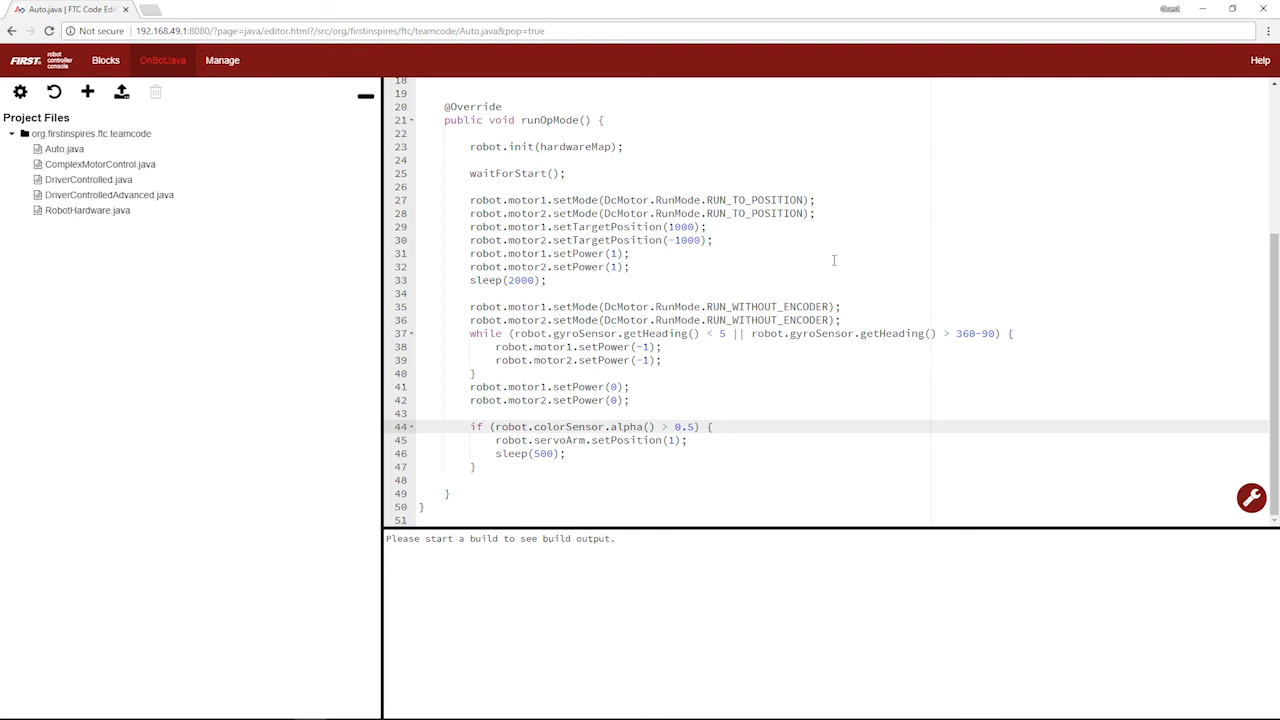 Auto.java | FTC Code Edi
Guest
Not secure
192.168.49.1:8080/?page=java/editor.html?/src/org/firstinspires/ftc/teamcode/Auto.java&pop=true
FIRST. robot controller console
Blocks
OnBotJava
Manage
Help
Project Files
org.firstinspires.ftc.teamcode
Auto.java
ComplexMotorControl.java
DriverControlled.java
DriverControlledAdvanced.java
RobotHardware.java
18
19
20 @Override
21 public void runOpMode() {
22
23 robot.init(hardwareMap);
24
25 waitForStart();
26
27 robot.motor1.setMode(DcMotor.RunMode.RUN_TO_POSITION);
28 robot.motor2.setMode(DcMotor.RunMode.RUN_TO_POSITION);
29 robot.motor1.setTargetPosition(1000);
30 robot.motor2.setTargetPosition(-1000);
31 robot.motor1.setPower(1);
32 robot.motor2.setPower(1);
33 sleep(2000);
34
35 robot.motor1.setMode(DcMotor.RunMode.RUN_WITHOUT_ENCODER);
36 robot.motor2.setMode(DcMotor.RunMode.RUN_WITHOUT_ENCODER);
37 while (robot.gyroSensor.getHeading() < 5 || robot.gyroSensor.getHeading() > 360-90) {
38 robot.motor1.setPower(-1);
39 robot.motor2.setPower(-1);
40 }
41 robot.motor1.setPower(0);
42 robot.motor2.setPower(0);
43
44 if (robot.colorSensor.alpha() > 0.5) {
45 robot.servoArm.setPosition(1);
46 sleep(500);
47 }
48
49 }
50 }
51
Please start a build to see build output.